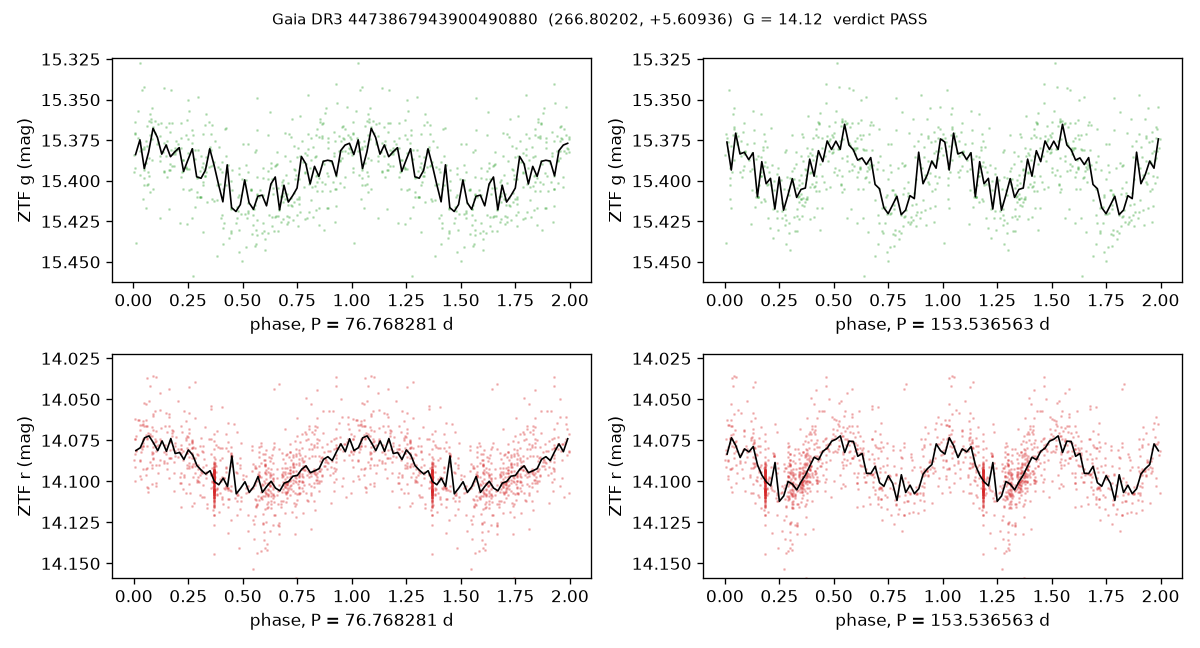 Gaia DR3 4473867943900490880  (266.80202, +5.60936)  G = 14.12  verdict PASS
ZTF g (mag)
15.325
15.350
15.375
15.400
15.425
15.450
0.00 0.25 0.50 0.75 1.00 1.25 1.50 1.75 2.00
phase, P = 76.768281 d
ZTF g (mag)
15.325
15.350
15.375
15.400
15.425
15.450
0.00 0.25 0.50 0.75 1.00 1.25 1.50 1.75 2.00
phase, P = 153.536563 d
ZTF r (mag)
14.025
14.050
14.075
14.100
14.125
14.150
0.00 0.25 0.50 0.75 1.00 1.25 1.50 1.75 2.00
phase, P = 76.768281 d
ZTF r (mag)
14.025
14.050
14.075
14.100
14.125
14.150
0.00 0.25 0.50 0.75 1.00 1.25 1.50 1.75 2.00
phase, P = 153.536563 d